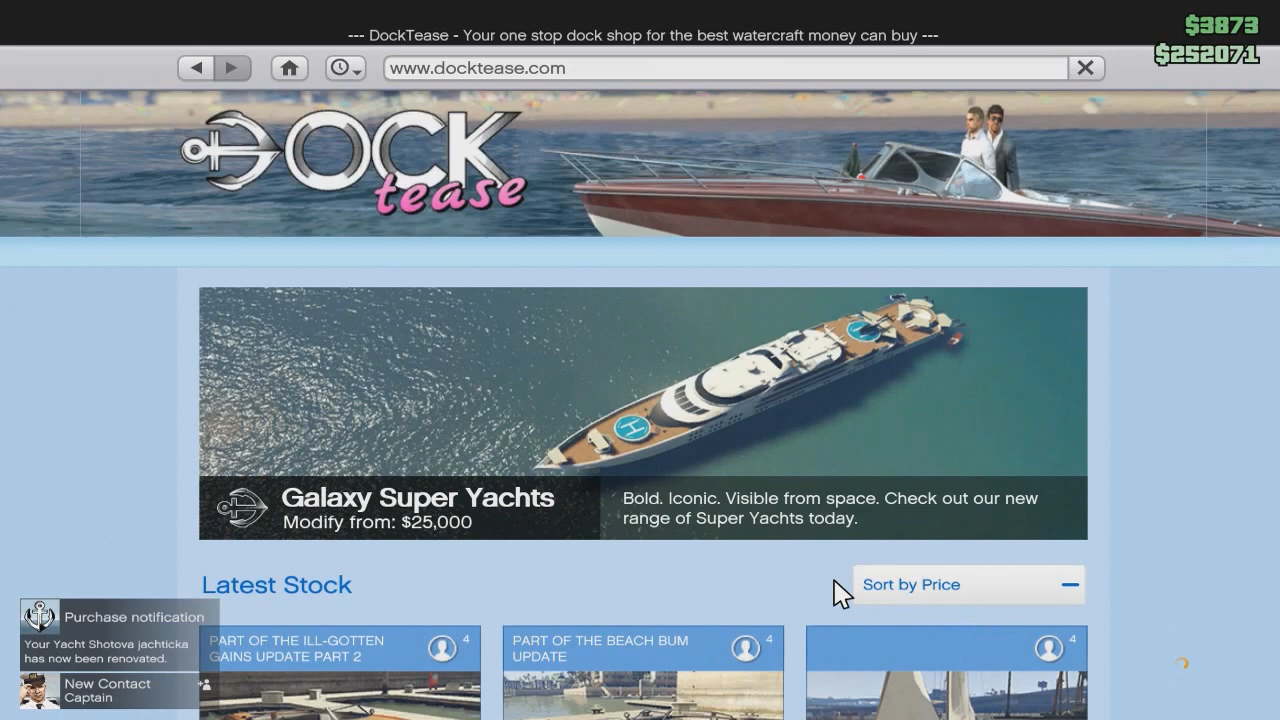 --- DockTease - Your one stop dock shop for the best watercraft money can buy ---
$3873
$252071
www.docktease.com
DOCK
tease
Galaxy Super Yachts
Modify from: $25,000
Bold. Iconic. Visible from space. Check out our new
range of Super Yachts today.
Latest Stock
Sort by Price
PART OF THE ILL-GOTTEN
GAINS UPDATE PART 2
4
PART OF THE BEACH BUM
UPDATE
4
4
Purchase notification
Your Yacht Shotova jachticka
has now been renovated.
New Contact
Captain